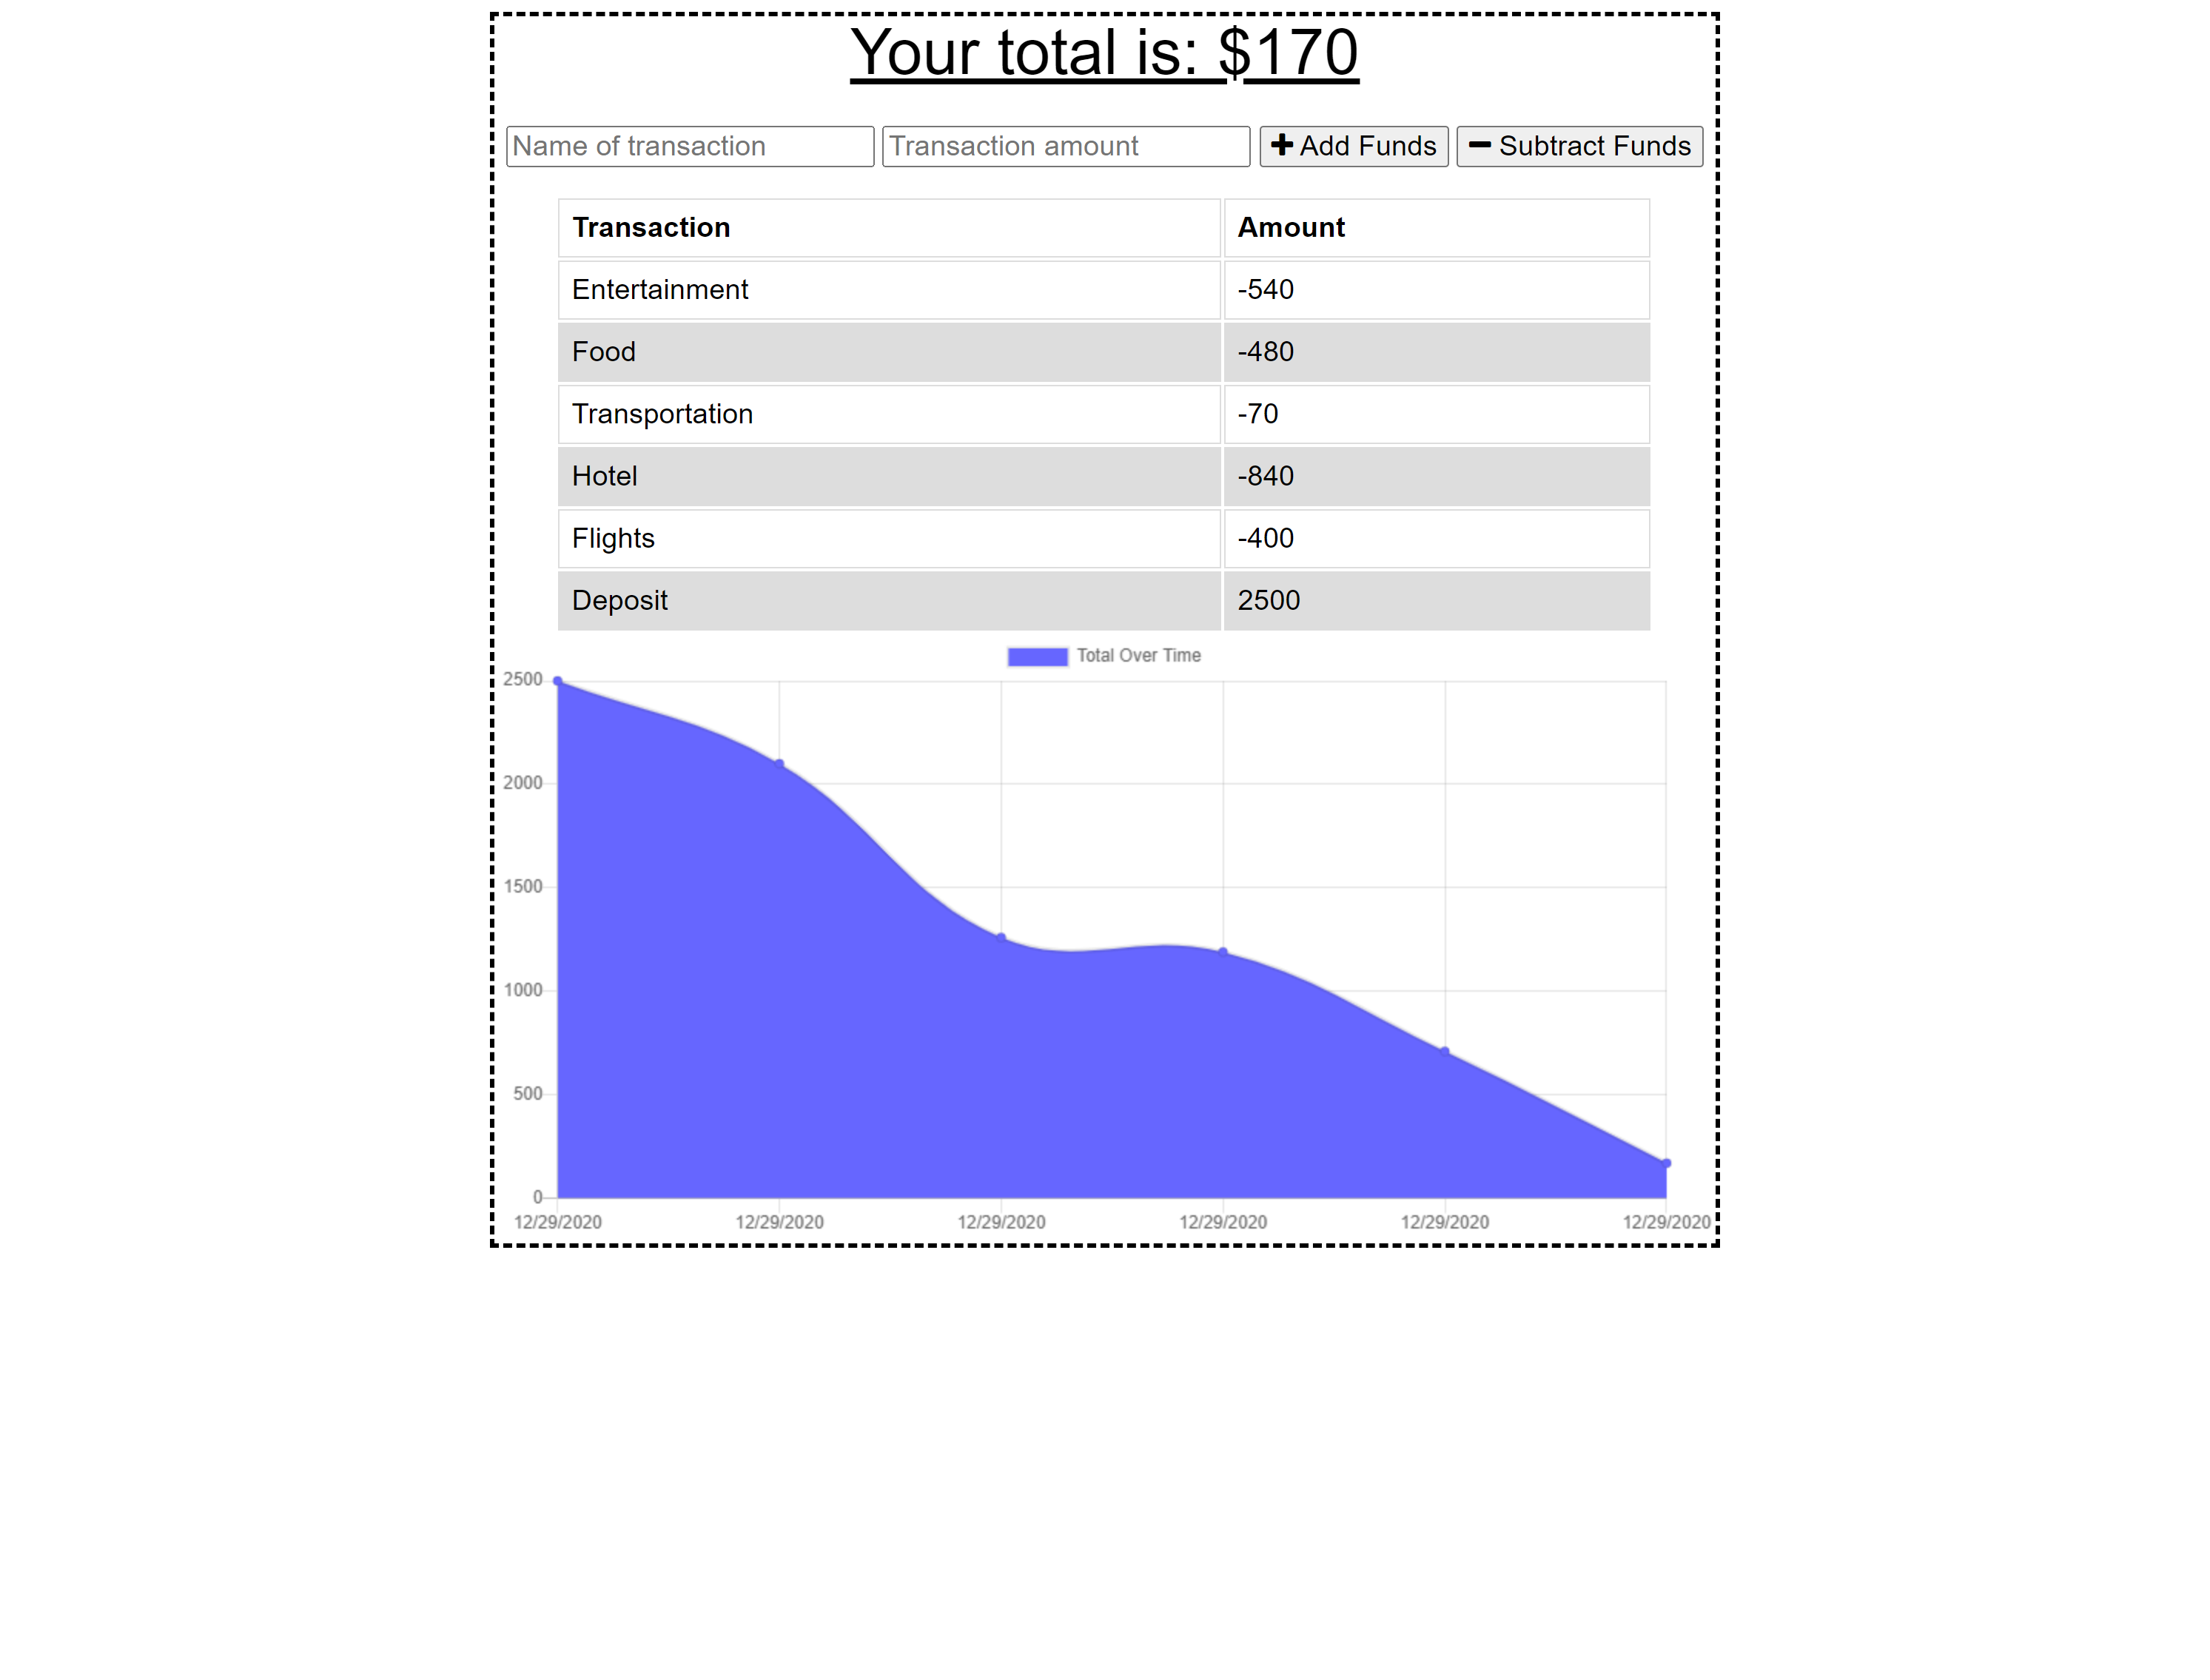 Your total is: $170
Name of transaction Transaction amount Add Funds Subtract Funds
Transaction Amount
Entertainment -540
Food -480
Transportation -70
Hotel -840
Flights -400
Deposit 2500
Total Over Time
2500
2000
1500
1000
500
0
12/29/2020 12/29/2020 12/29/2020 12/29/2020 12/29/2020 12/29/2020